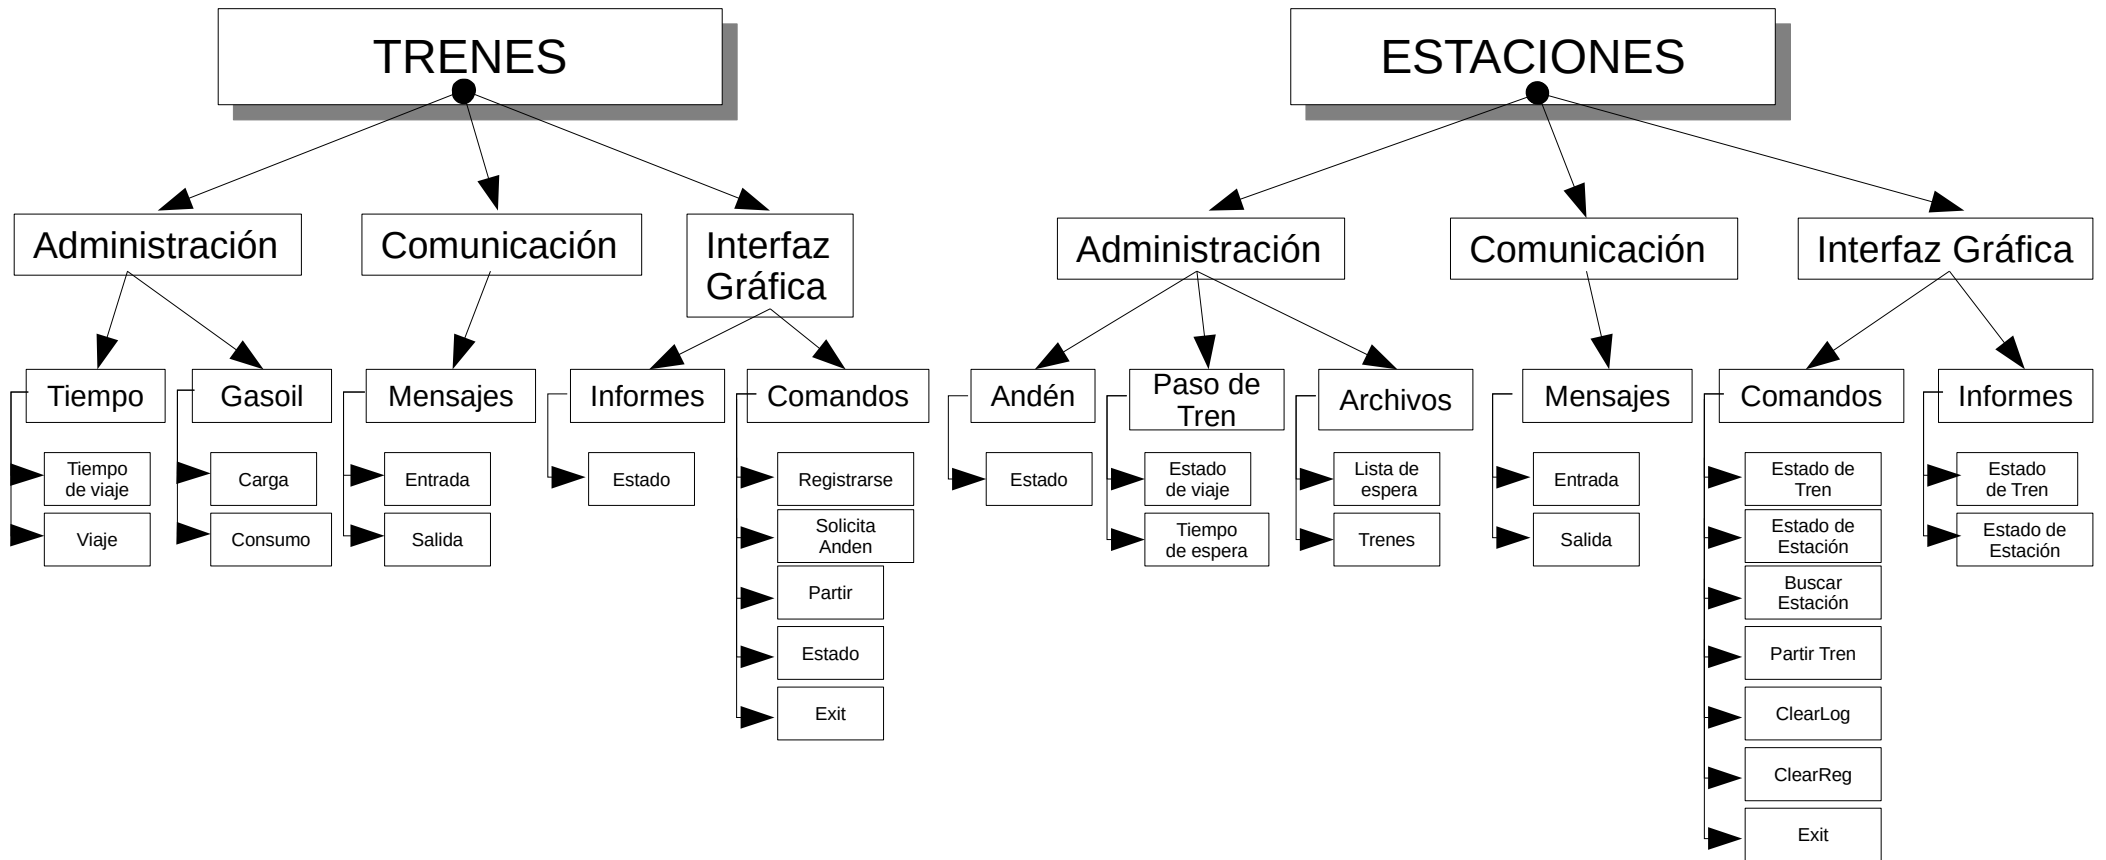 TRENES
ESTACIONES
Administración
Comunicación
Interfaz
Gráfica
Administración
Comunicación
Interfaz Gráfica
Tiempo
Gasoil
Mensajes
Informes
Comandos
Andén
Paso de
Tren
Archivos
Mensajes
Comandos
Informes
Tiempo
de viaje
Viaje
Carga
Consumo
Entrada
Salida
Estado
Registrarse
Solicita
Anden
Partir
Estado
Exit
Estado
Estado
de viaje
Tiempo
de espera
Lista de
espera
Trenes
Entrada
Salida
Estado de
Tren
Estado de
Estación
Buscar
Estación
Partir Tren
ClearLog
ClearReg
Exit
Estado
de Tren
Estado de
Estación